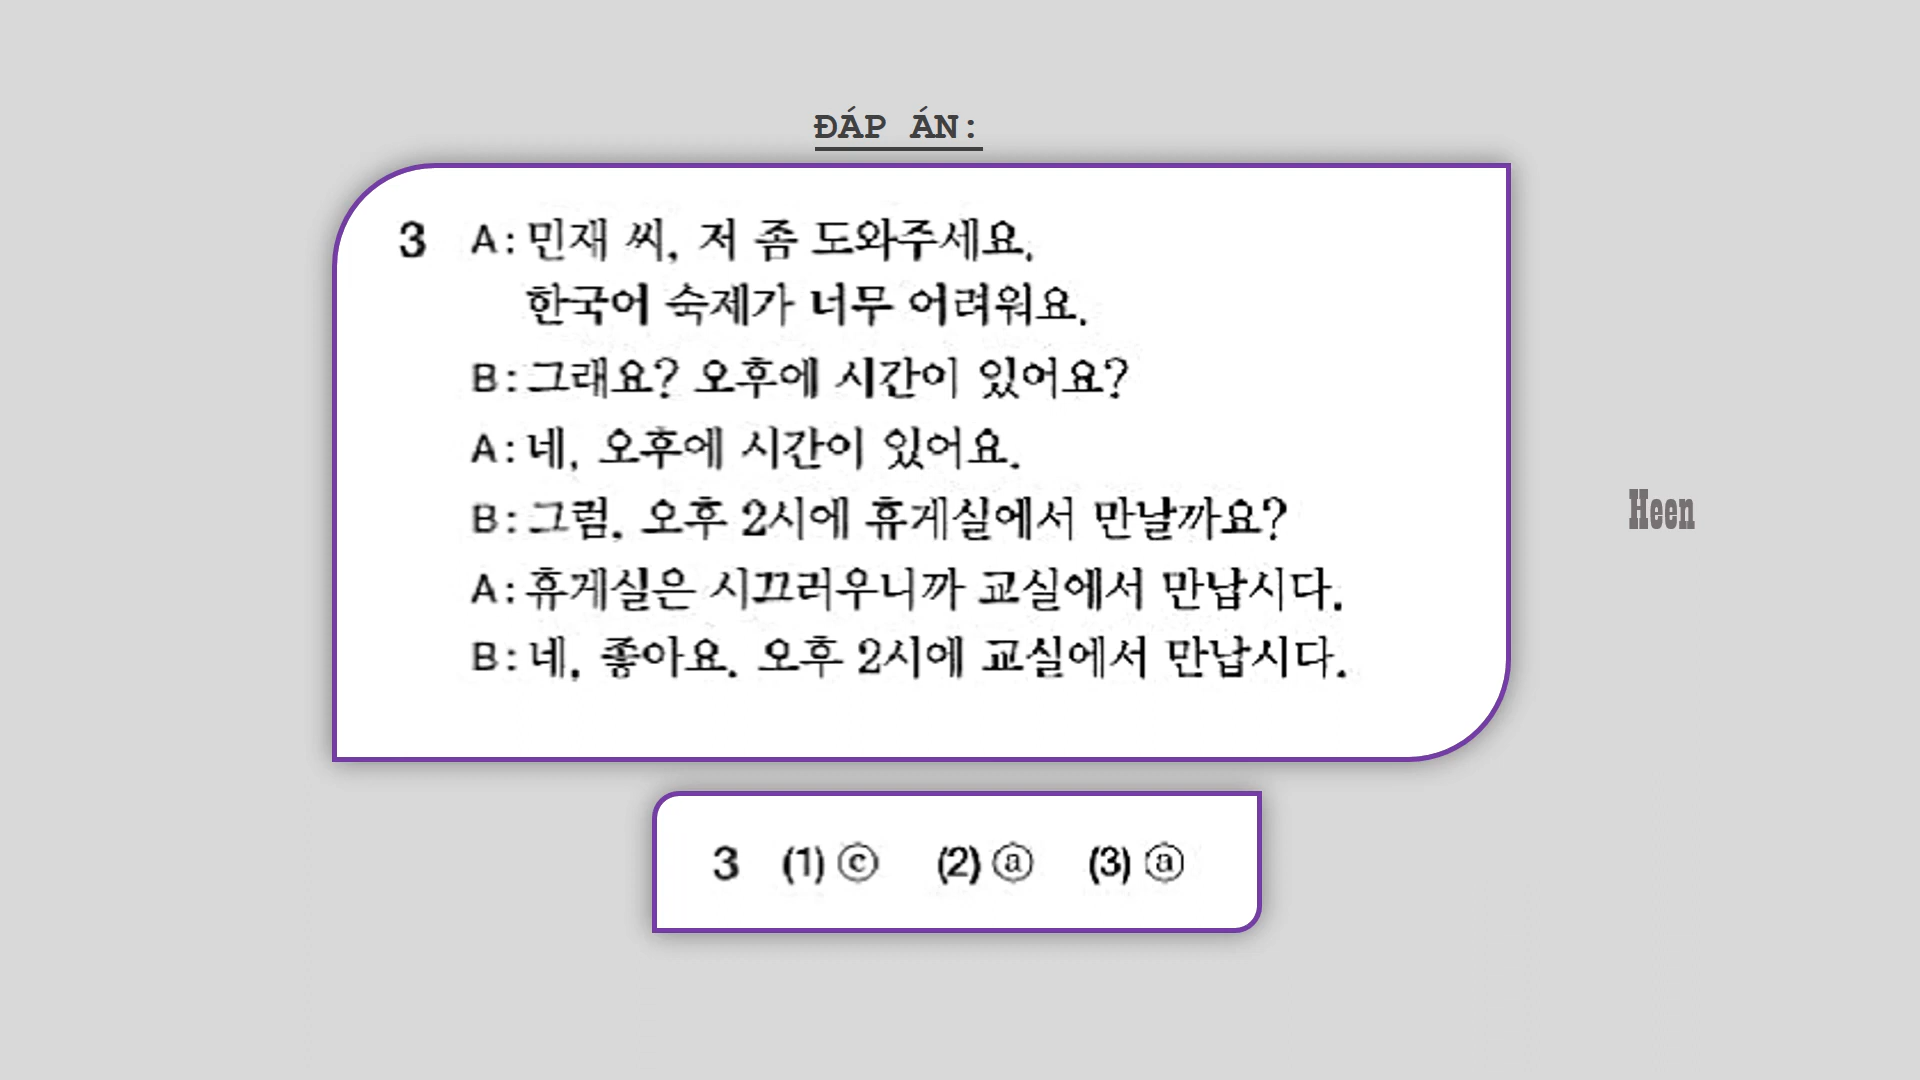 ĐÁP ÁN:
3 A: 민재 씨, 저 좀 도와주세요.
한국어 숙제가 너무 어려워요.
B: 그래요? 오후에 시간이 있어요?
A: 네, 오후에 시간이 있어요.
B: 그럼, 오후 2시에 휴게실에서 만날까요?
A: 휴게실은 시끄러우니까 교실에서 만납시다.
B: 네, 좋아요. 오후 2시에 교실에서 만납시다.
Heen
3 (1) ⓒ (2) ⓐ (3) ⓐ